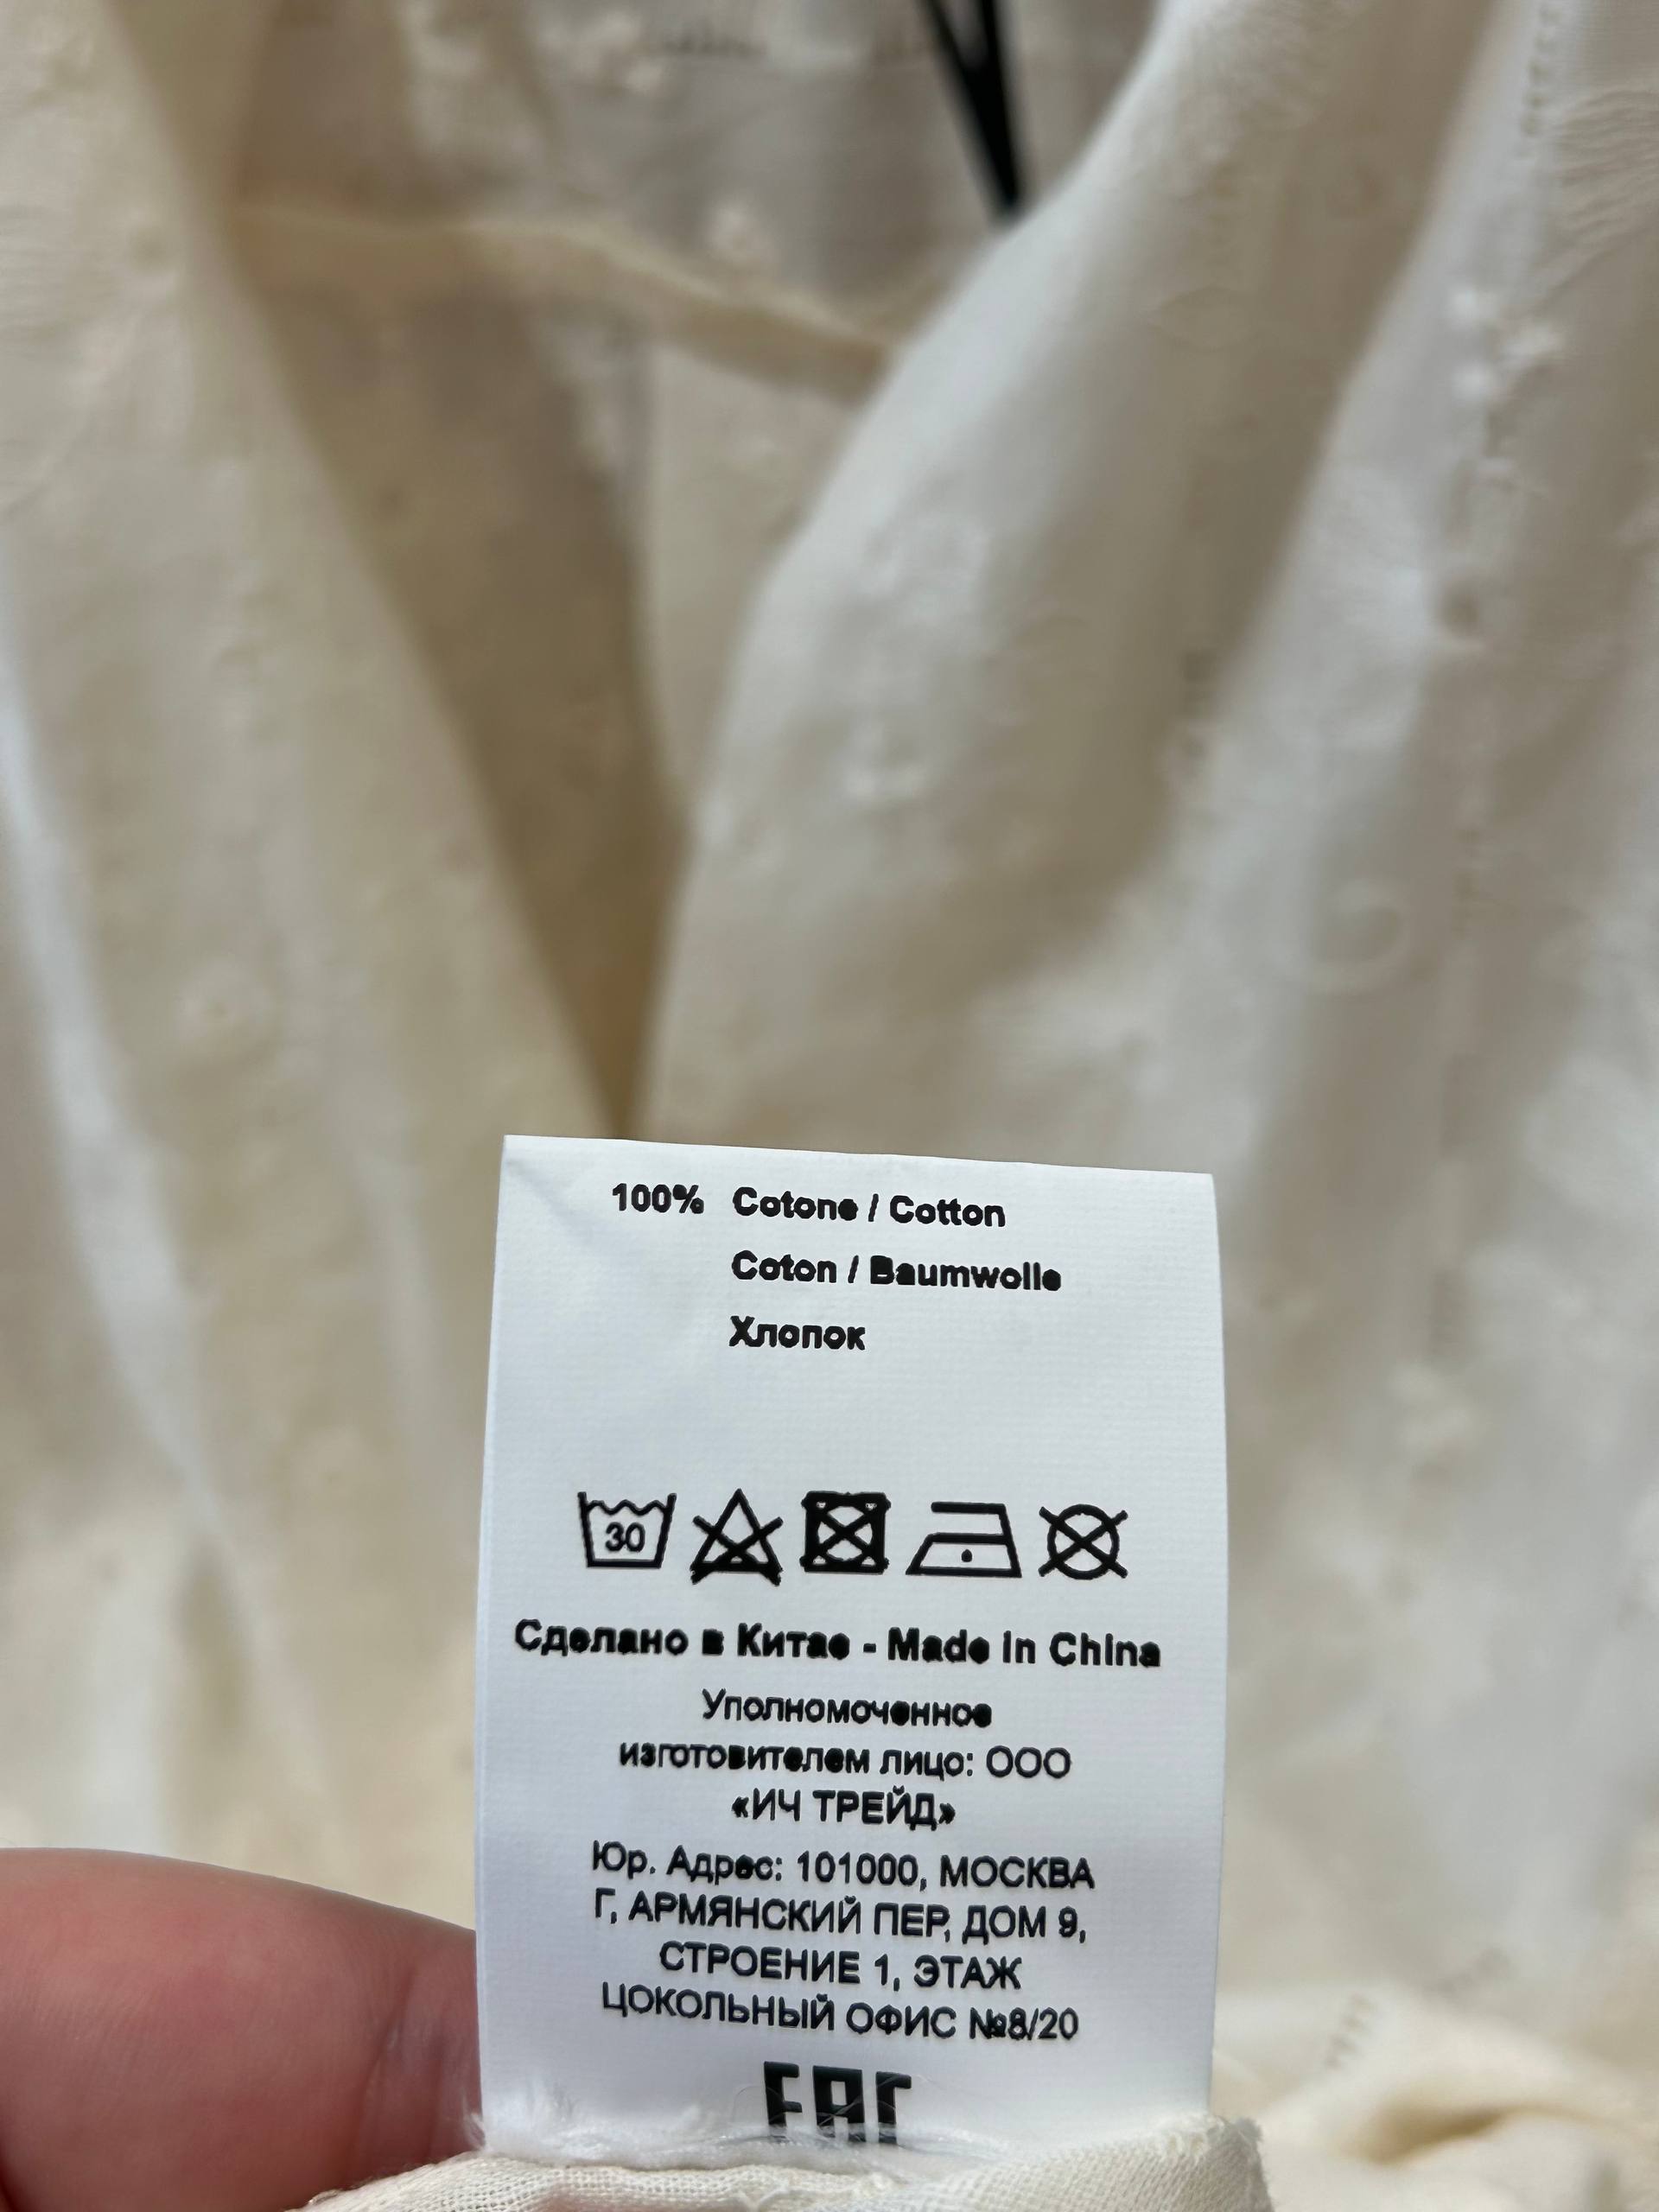 100% Cotone / Cotton
Coton / Baumwolle
Хлопок
30
Сделано в Китае - Made in China
Уполномоченное
изготовителем лицо: ООО
«ИЧ ТРЕЙД»
Юр. Адрес: 101000, МОСКВА
Г, АРМЯНСКИЙ ПЕР, ДОМ 9,
СТРОЕНИЕ 1, ЭТАЖ
ЦОКОЛЬНЫЙ ОФИС №8/20
EAC